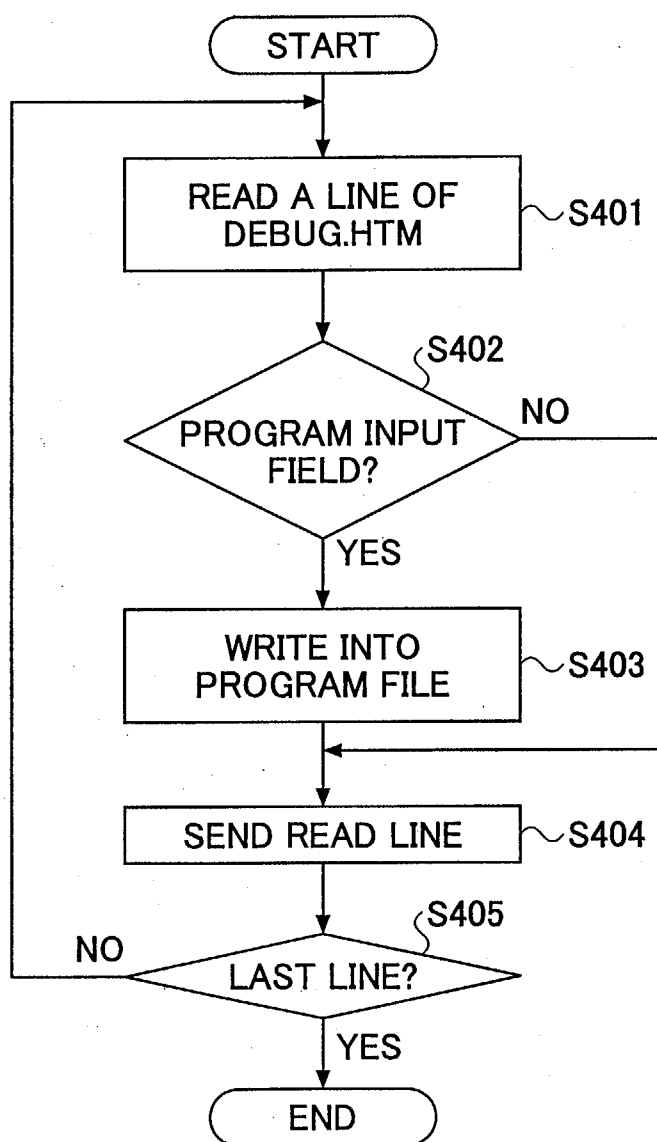 START
READ A LINE OF
DEBUG.HTM
S401
S402
PROGRAM INPUT
FIELD?
NO
YES
WRITE INTO
PROGRAM FILE
S403
SEND READ LINE
S404
S405
NO
LAST LINE?
YES
END